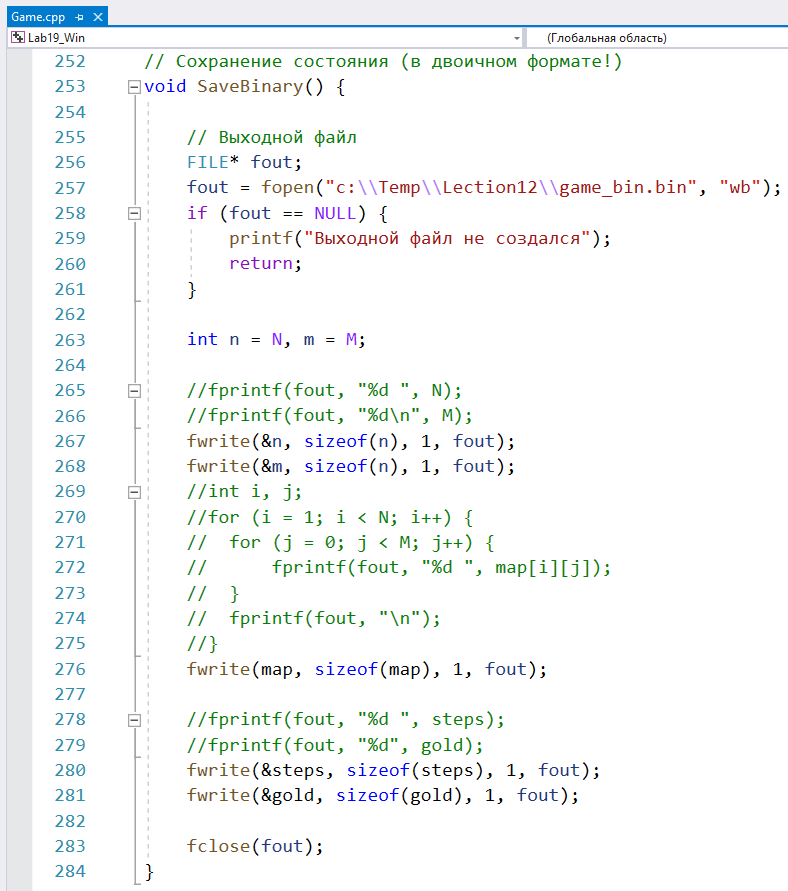 Game.cpp
Lab19_Win (Глобальная область)
252 // Сохранение состояния (в двоичном формате!)
253 void SaveBinary() {
254
255 // Выходной файл
256 FILE* fout;
257 fout = fopen("c:\\Temp\\Lection12\\game_bin.bin", "wb");
258 if (fout == NULL) {
259 printf("Выходной файл не создался");
260 return;
261 }
262
263 int n = N, m = M;
264
265 //fprintf(fout, "%d ", N);
266 //fprintf(fout, "%d\n", M);
267 fwrite(&n, sizeof(n), 1, fout);
268 fwrite(&m, sizeof(n), 1, fout);
269 //int i, j;
270 //for (i = 1; i < N; i++) {
271 // for (j = 0; j < M; j++) {
272 // fprintf(fout, "%d ", map[i][j]);
273 // }
274 // fprintf(fout, "\n");
275 //}
276 fwrite(map, sizeof(map), 1, fout);
277
278 //fprintf(fout, "%d ", steps);
279 //fprintf(fout, "%d", gold);
280 fwrite(&steps, sizeof(steps), 1, fout);
281 fwrite(&gold, sizeof(gold), 1, fout);
282
283 fclose(fout);
284 }